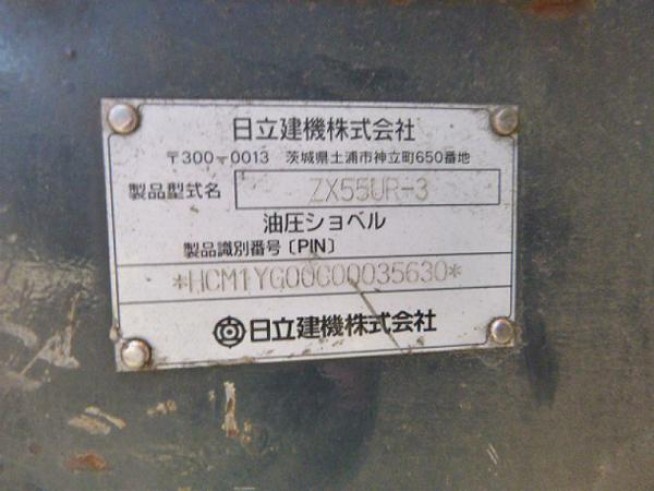 日立建機株式会社
〒300-0013 茨城県土浦市神立町650番地
製品型式名 ZX55UR-3
油圧ショベル
製品識別番号〔PIN〕
*HCM1YG00C00035630*
日立建機株式会社